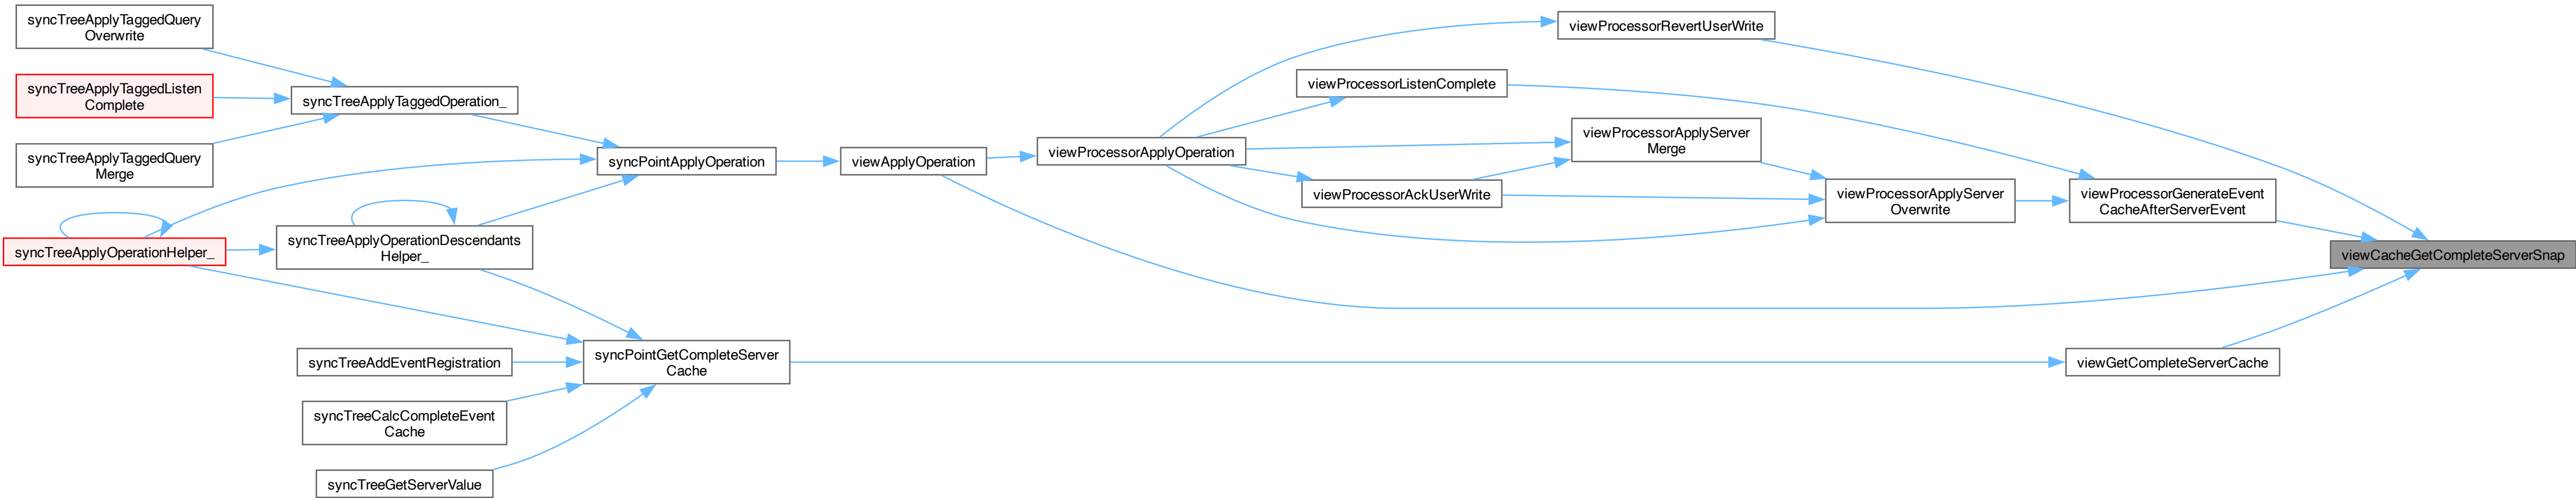 syncTreeApplyTaggedQuery
Overwrite
syncTreeApplyTaggedListen
Complete
syncTreeApplyTaggedQuery
Merge
syncTreeApplyOperationHelper_
syncTreeApplyTaggedOperation_
syncTreeApplyOperationDescendants
Helper_
syncTreeAddEventRegistration
syncTreeCalcCompleteEvent
Cache
syncTreeGetServerValue
syncPointApplyOperation
syncPointGetCompleteServer
Cache
viewApplyOperation
viewProcessorApplyOperation
viewProcessorListenComplete
viewProcessorAckUserWrite
viewProcessorRevertUserWrite
viewProcessorApplyServer
Merge
viewProcessorApplyServer
Overwrite
viewProcessorGenerateEvent
CacheAfterServerEvent
viewGetCompleteServerCache
viewCacheGetCompleteServerSnap